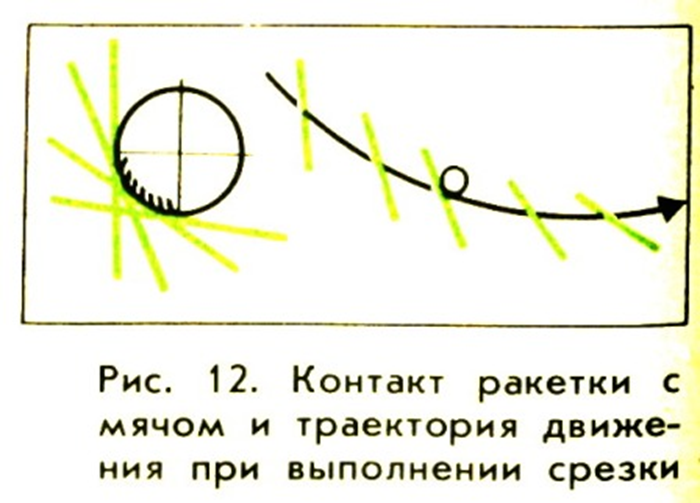 Рис. 12. Контакт ракетки с
мячом и траектория движе-
ния при выполнении срезки